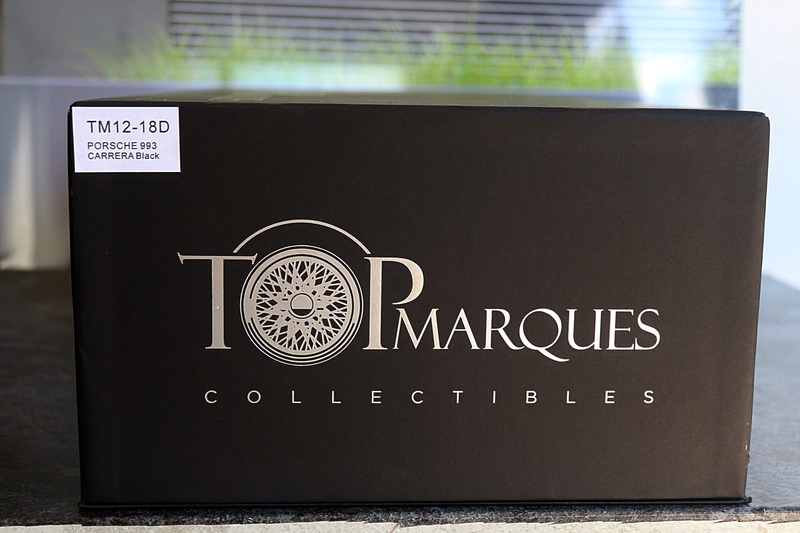 TM12-18D
PORSCHE 993
CARRERA Black
TOPMARQUES
COLLECTIBLES